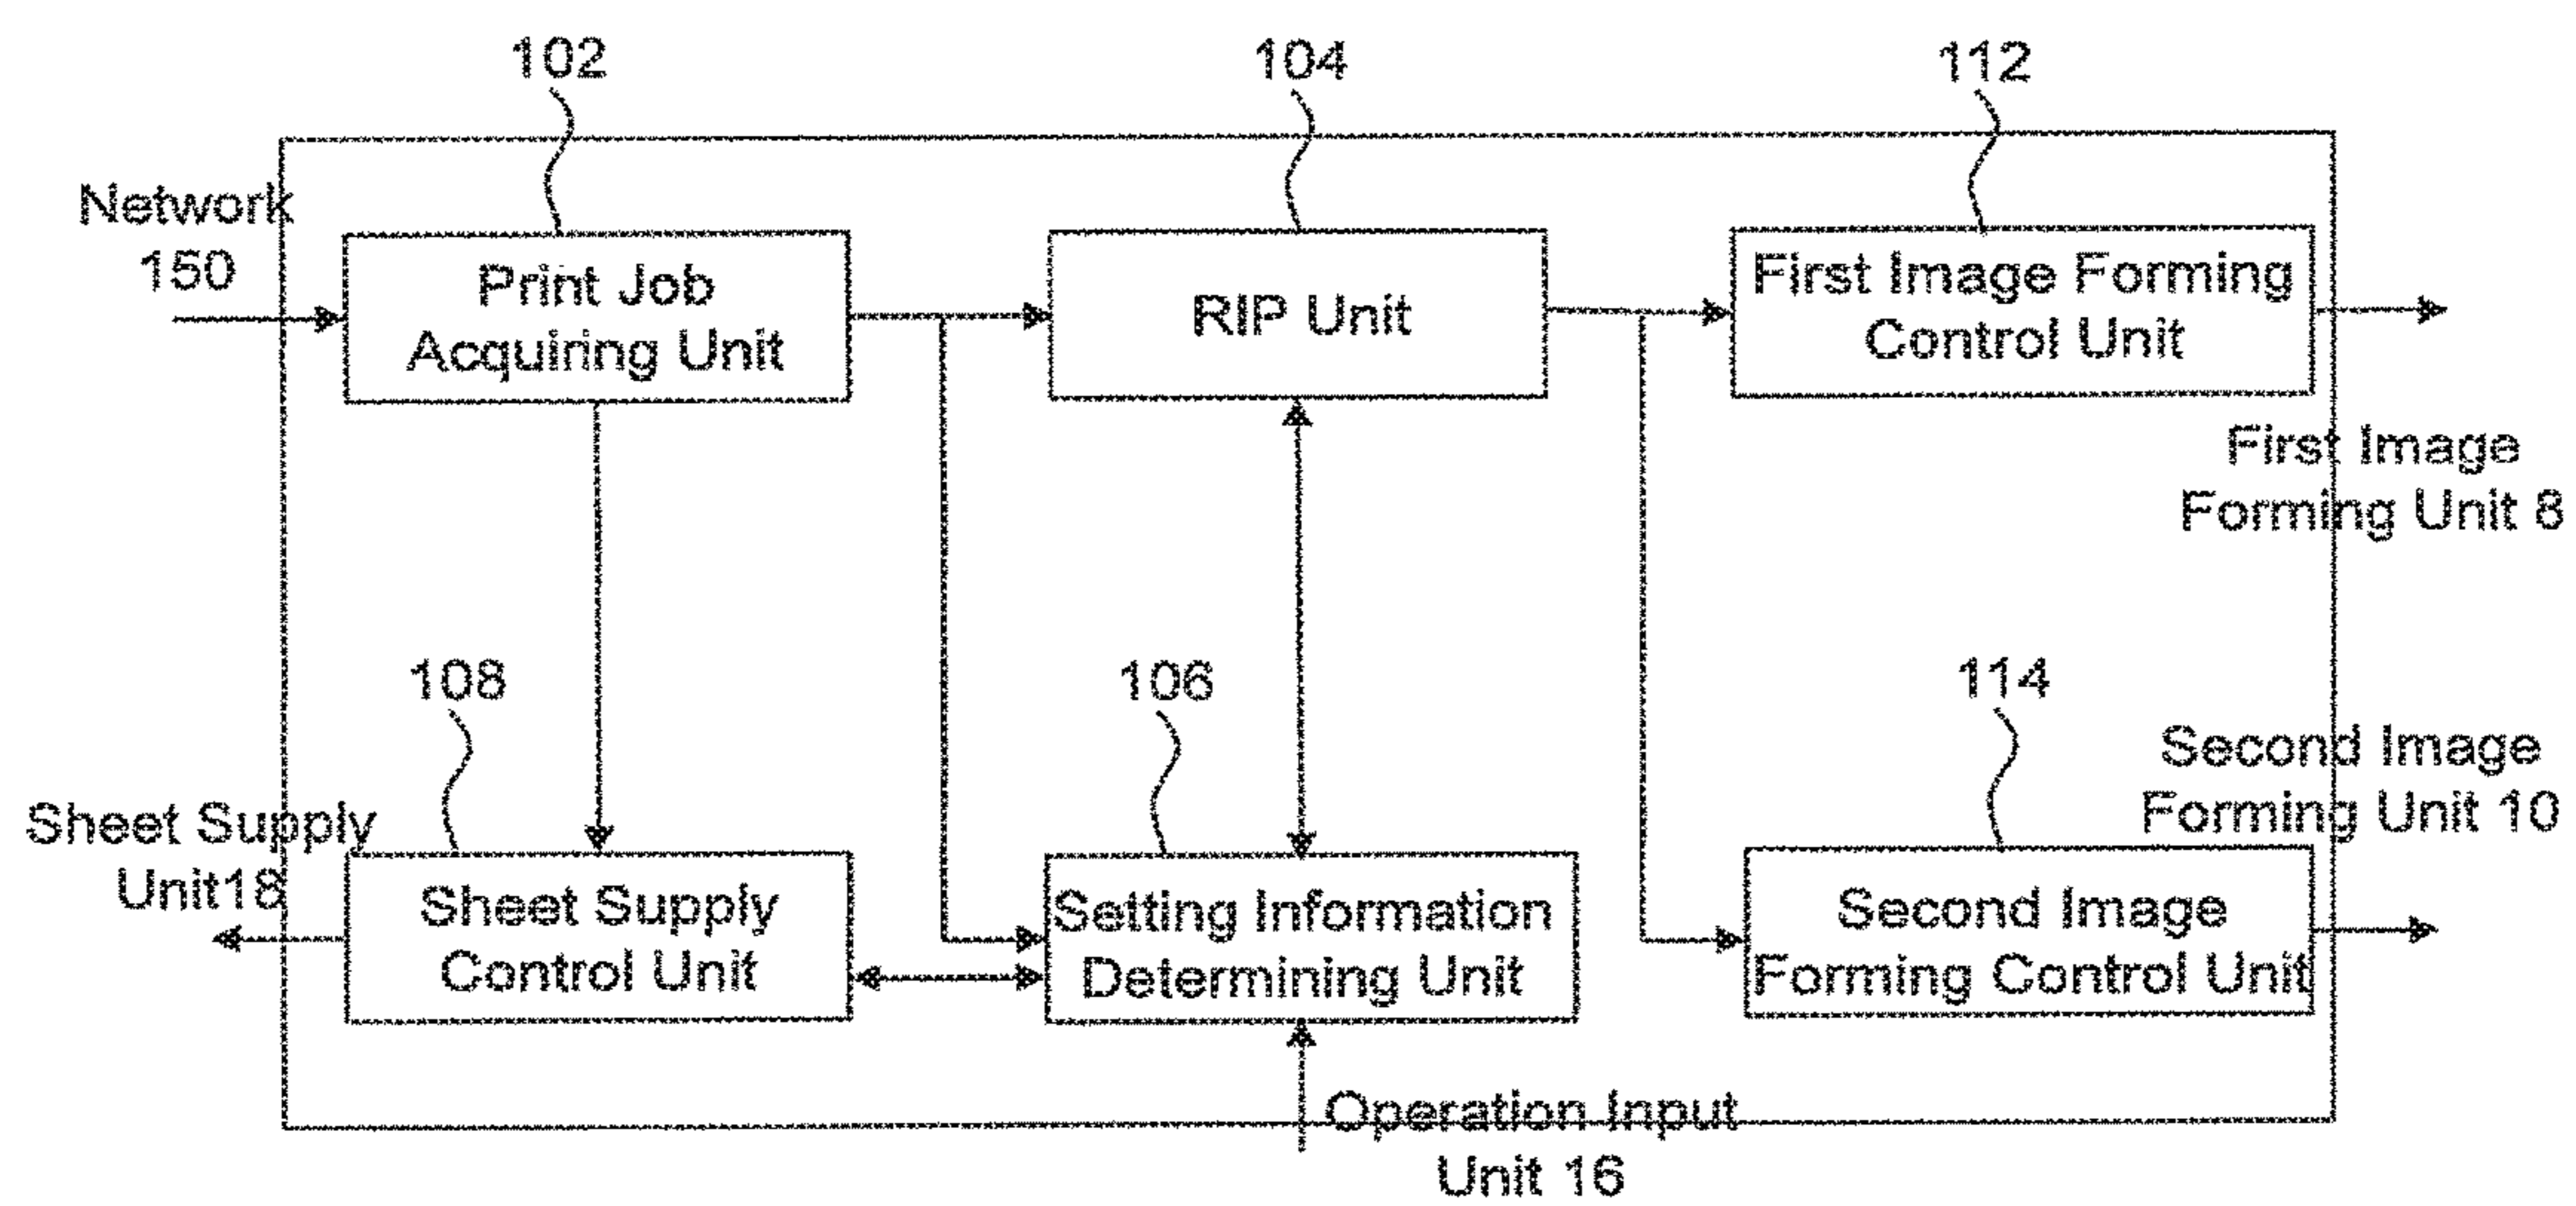 102
104
112
Network
150
Print Job
Acquiring Unit
RIP Unit
First Image Forming
Control Unit
First Image
Forming Unit 8
108
106
114
Second Image
Forming Unit 10
Sheet Supply
Unit18
Sheet Supply
Control Unit
Setting Information
Determining Unit
Second Image
Forming Control Unit
Operation Input
Unit 16